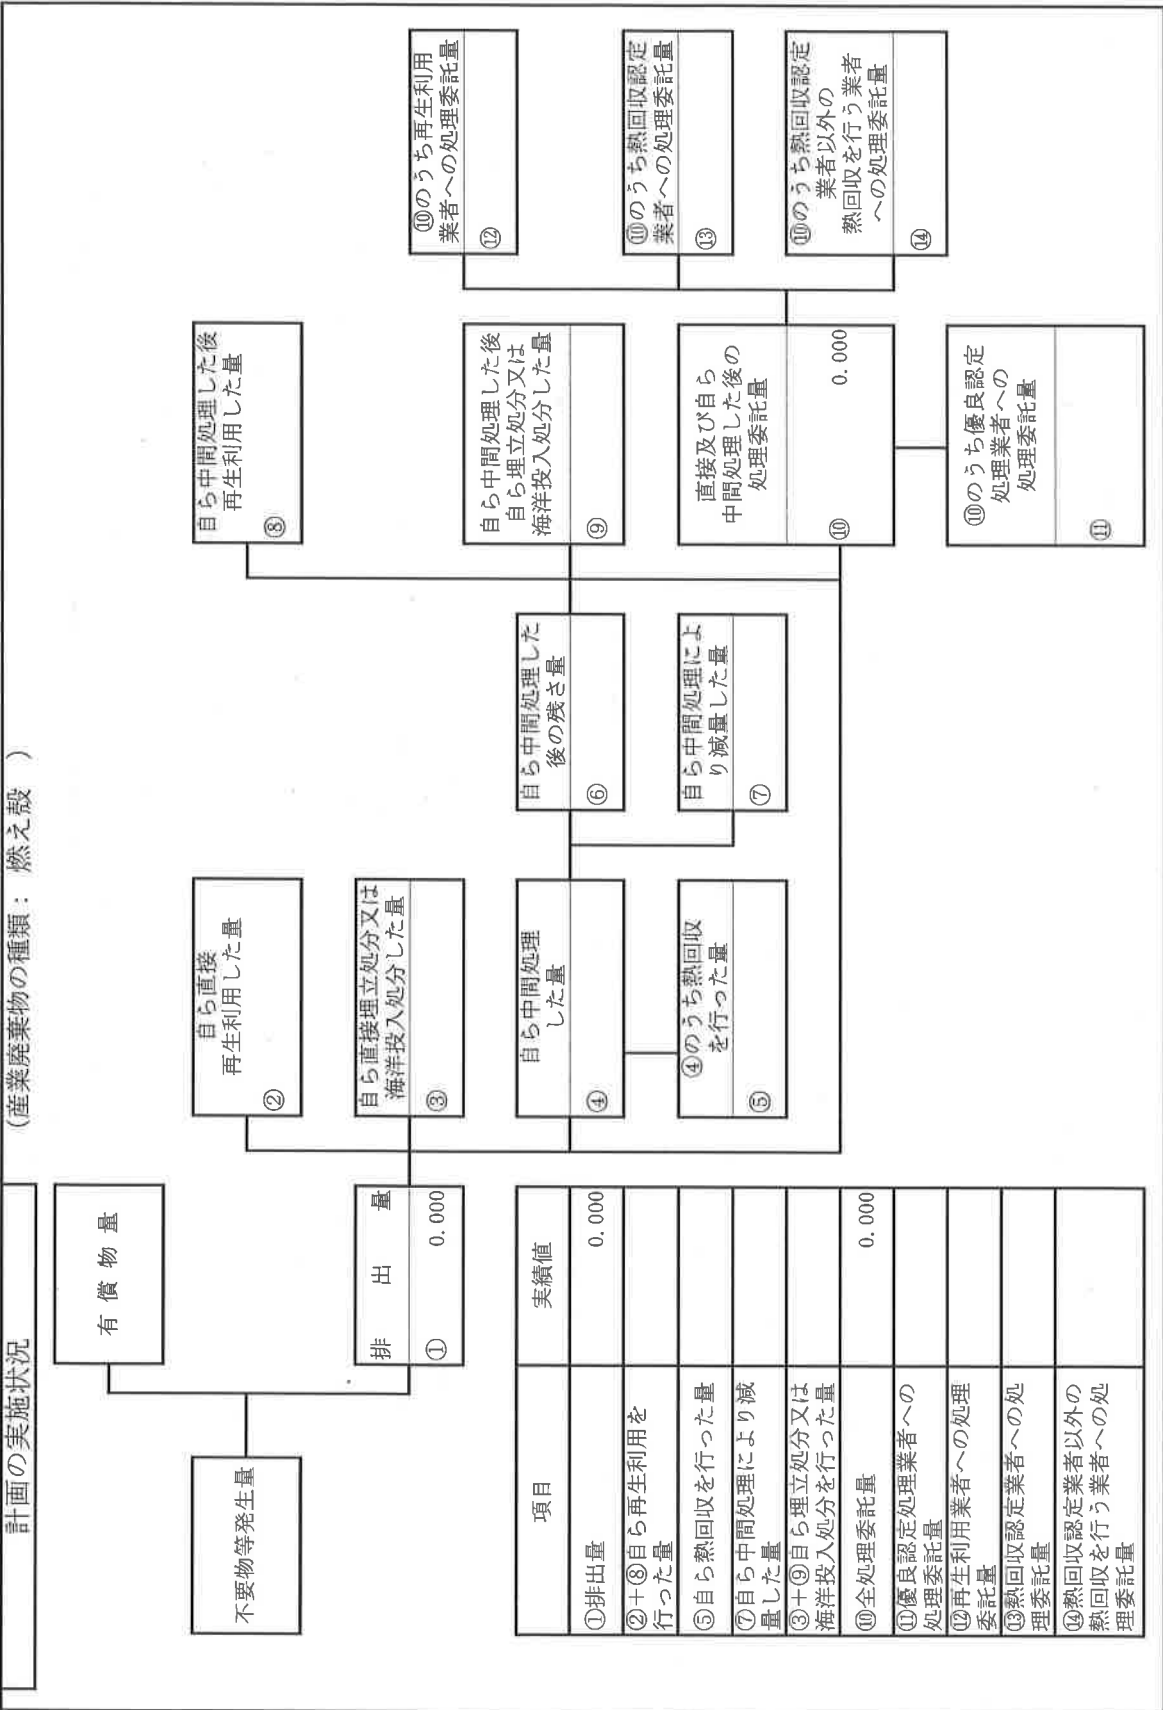 計画の実施状況
(産業廃棄物の種類： 燃え殻 )
不要物等発生量
有償物量
排出量
① 0.000
自ら直接
再生利用した量
②
自ら直接埋立処分又は
海洋投入処分した量
③
自ら中間処理
した量
④
④のうち熱回収
を行った量
⑤
自ら中間処理した
後の残さ量
⑥
自ら中間処理によ
り減量した量
⑦
自ら中間処理した後
再生利用した量
⑧
自ら中間処理した後
自ら埋立処分又は
海洋投入処分した量
⑨
直接及び自ら
中間処理した後の
処理委託量
⑩ 0.000
⑩のうち優良認定
処理業者への
処理委託量
⑪
⑩のうち再生利用
業者への処理委託量
⑫
⑩のうち熱回収認定
業者への処理委託量
⑬
⑩のうち熱回収認定
業者以外の
熱回収を行う業者
への処理委託量
⑭
項目 実績値
①排出量 0.000
②+⑧自ら再生利用を
行った量
⑤自ら熱回収を行った量
⑦自ら中間処理により減
量した量
③+⑨自ら埋立処分又は
海洋投入処分を行った量
⑩全処理委託量 0.000
⑪優良認定処理業者への
処理委託量
⑫再生利用業者への処理
委託量
⑬熱回収認定業者への処
理委託量
⑭熱回収認定業者以外の
熱回収を行う業者への処
理委託量